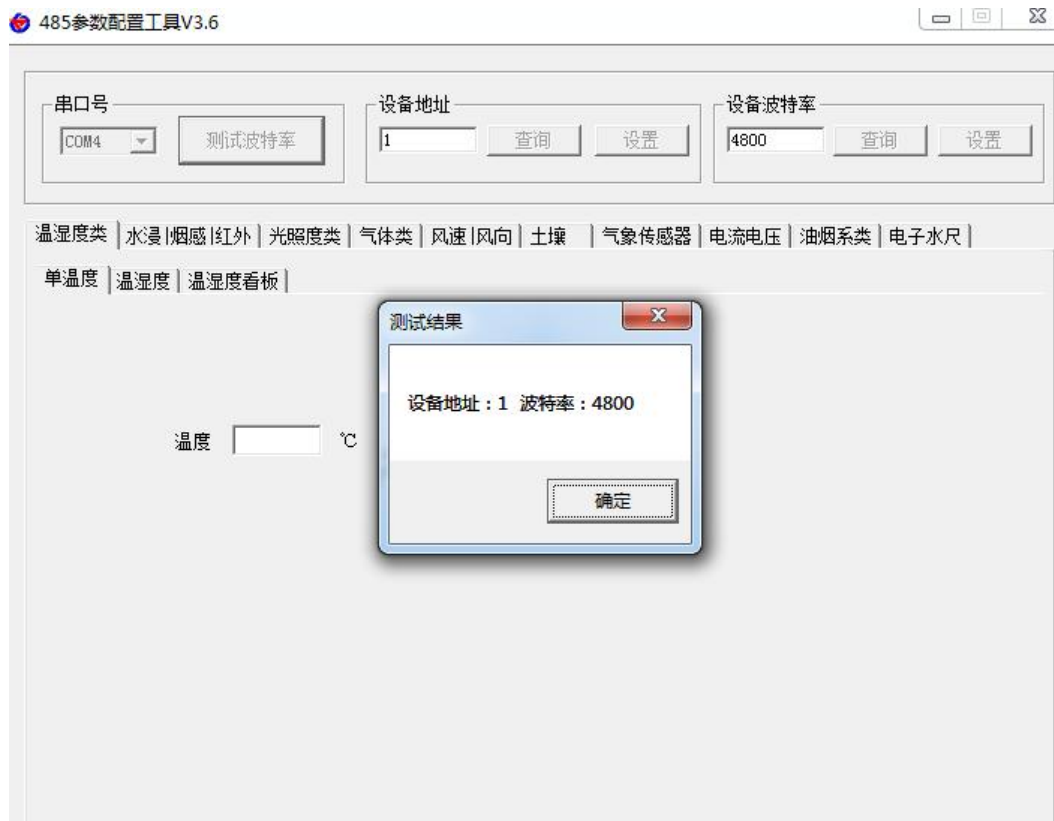 485参数配置工具V3.6
串口号 设备地址 设备波特率
COM4 测试波特率 1 查询 设置 4800 查询 设置
温湿度类 水浸|烟感|红外 光照度类 气体类 风速|风向 土壤 气象传感器 电流电压 油烟系类 电子水尺
单温度 温湿度 温湿度看板
测试结果
设备地址：1 波特率：4800
温度 ℃
确定